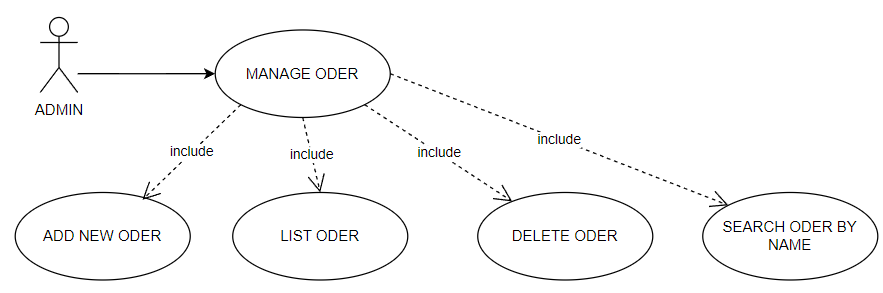 MANAGE ODER
ADMIN
include
include
include
include
ADD NEW ODER
LIST ODER
DELETE ODER
SEARCH ODER BY
NAME